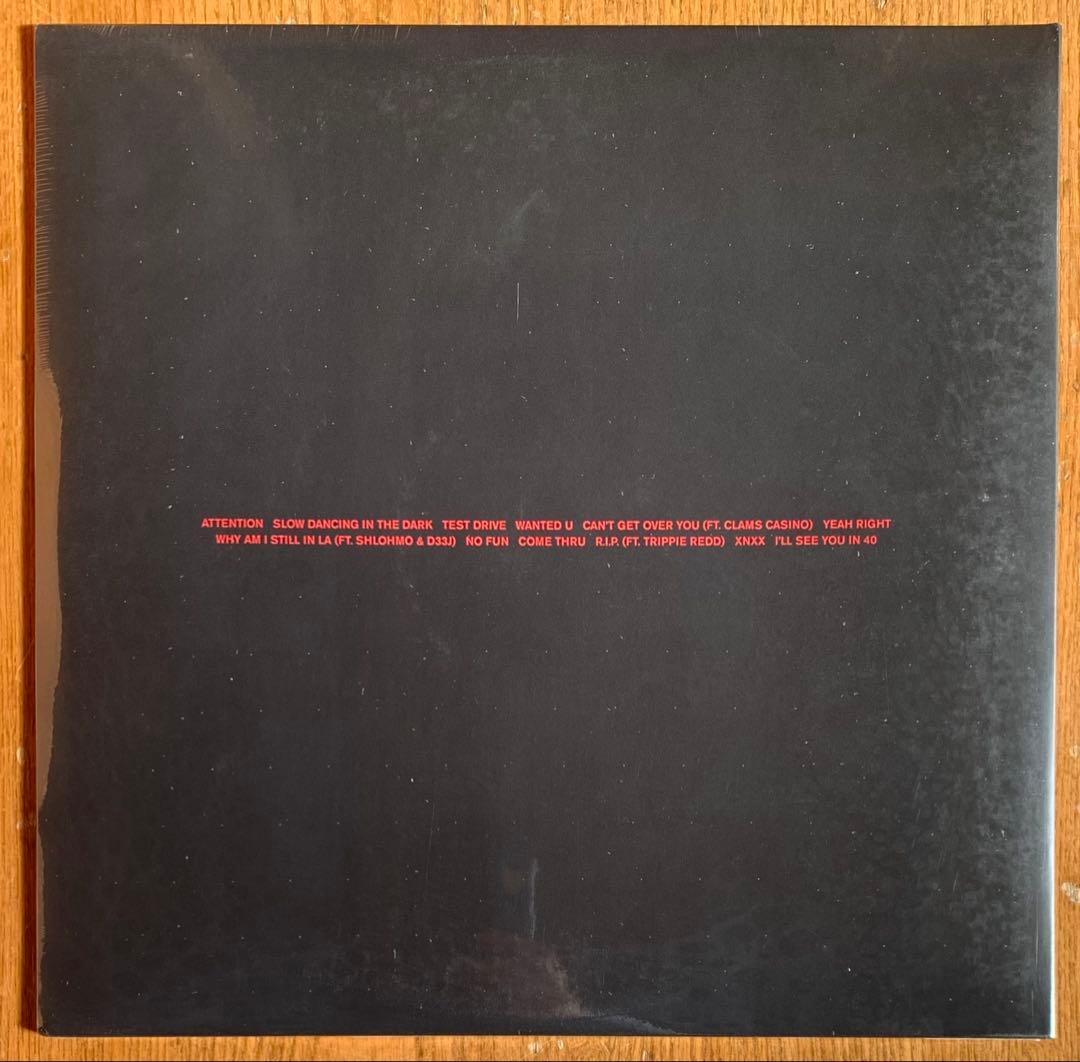 ATTENTION SLOW DANCING IN THE DARK TEST DRIVE WANTED U CAN'T GET OVER YOU (FT. CLAMS CASINO) YEAH RIGHT
WHY AM I STILL IN LA (FT. SHLOHMO & D33J) NO FUN COME THRU R.I.P. (FT. TRIPPIE REDD) XNXX I'LL SEE YOU IN 40